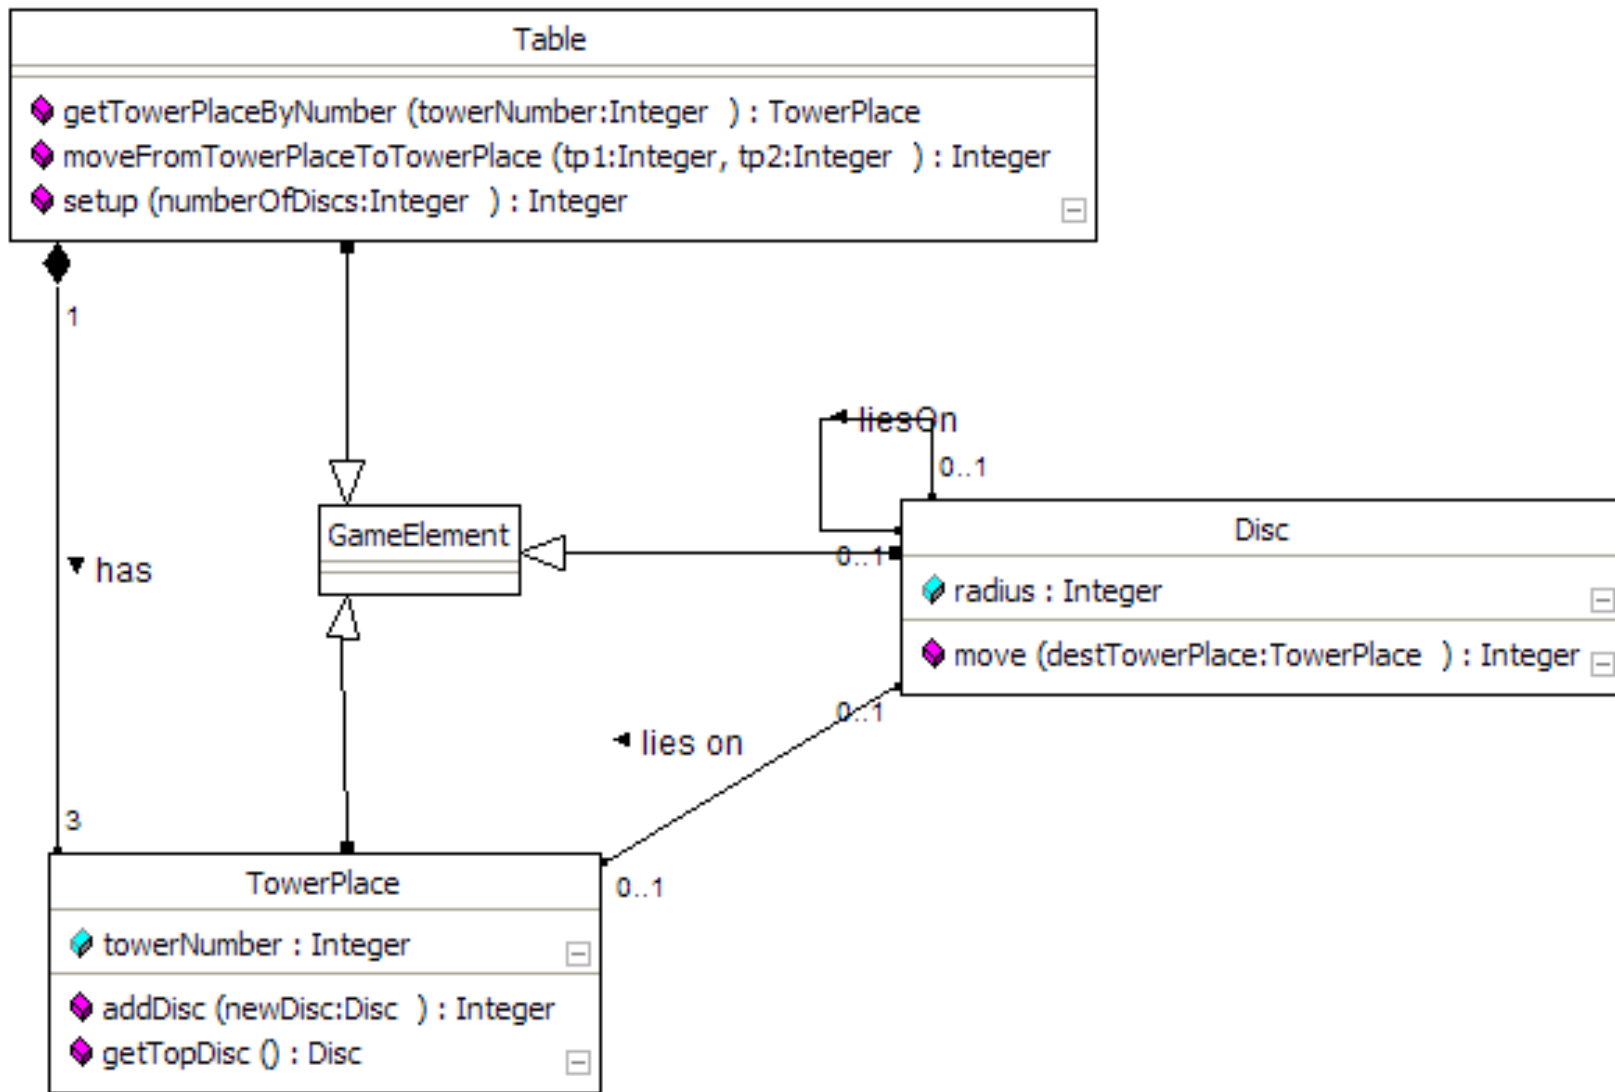 Table
getTowerPlaceByNumber (towerNumber:Integer ) : TowerPlace
moveFromTowerPlaceToTowerPlace (tp1:Integer, tp2:Integer ) : Integer
setup (numberOfDiscs:Integer ) : Integer
1
liesOn
0..1
GameElement
Disc
0..1
has
radius : Integer
move (destTowerPlace:TowerPlace ) : Integer
0..1
lies on
3
TowerPlace
0..1
towerNumber : Integer
addDisc (newDisc:Disc ) : Integer
getTopDisc () : Disc